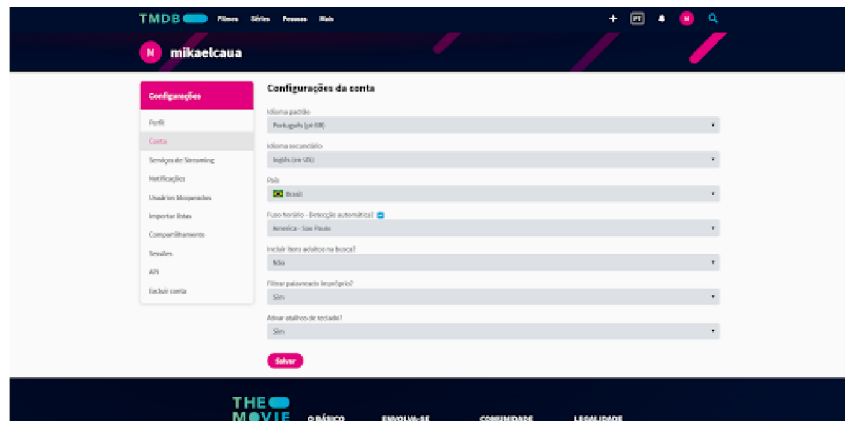 TMDB Filmes Séries Pessoas Mais + PT M
M mikaelcaua
Configurações
Perfil
Conta
Serviços de Streaming
Notificações
Usuários bloqueados
Importar listas
Compartilhamento
Sessões
API
Excluir conta
Configurações da conta
Idioma padrão
Português (pt-BR)
Idioma secundário
Inglês (en-US)
País
Brasil
Fuso horário - Detecção automática?
America - Sao Paulo
Incluir itens adultos na busca?
Não
Filtrar palavreado impróprio?
Sim
Ativar atalhos de teclado?
Sim
Salvar
THE
MOVIE
O BÁSICO ENVOLVA-SE COMUNIDADE LEGALIDADE